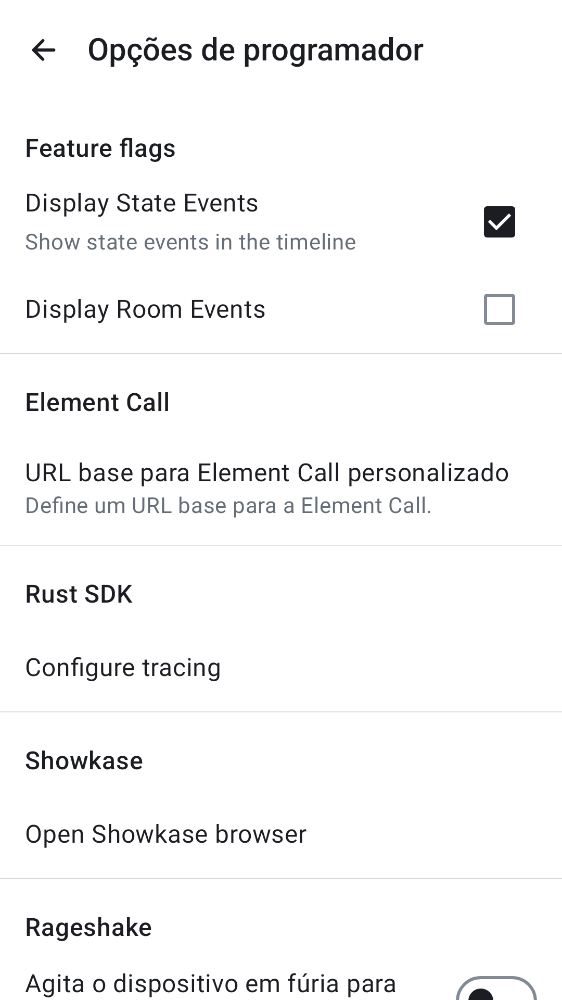 Opções de programador
Feature flags
Display State Events
Show state events in the timeline
Display Room Events
Element Call
URL base para Element Call personalizado
Define um URL base para a Element Call.
Rust SDK
Configure tracing
Showkase
Open Showkase browser
Rageshake
Agita o dispositivo em fúria para